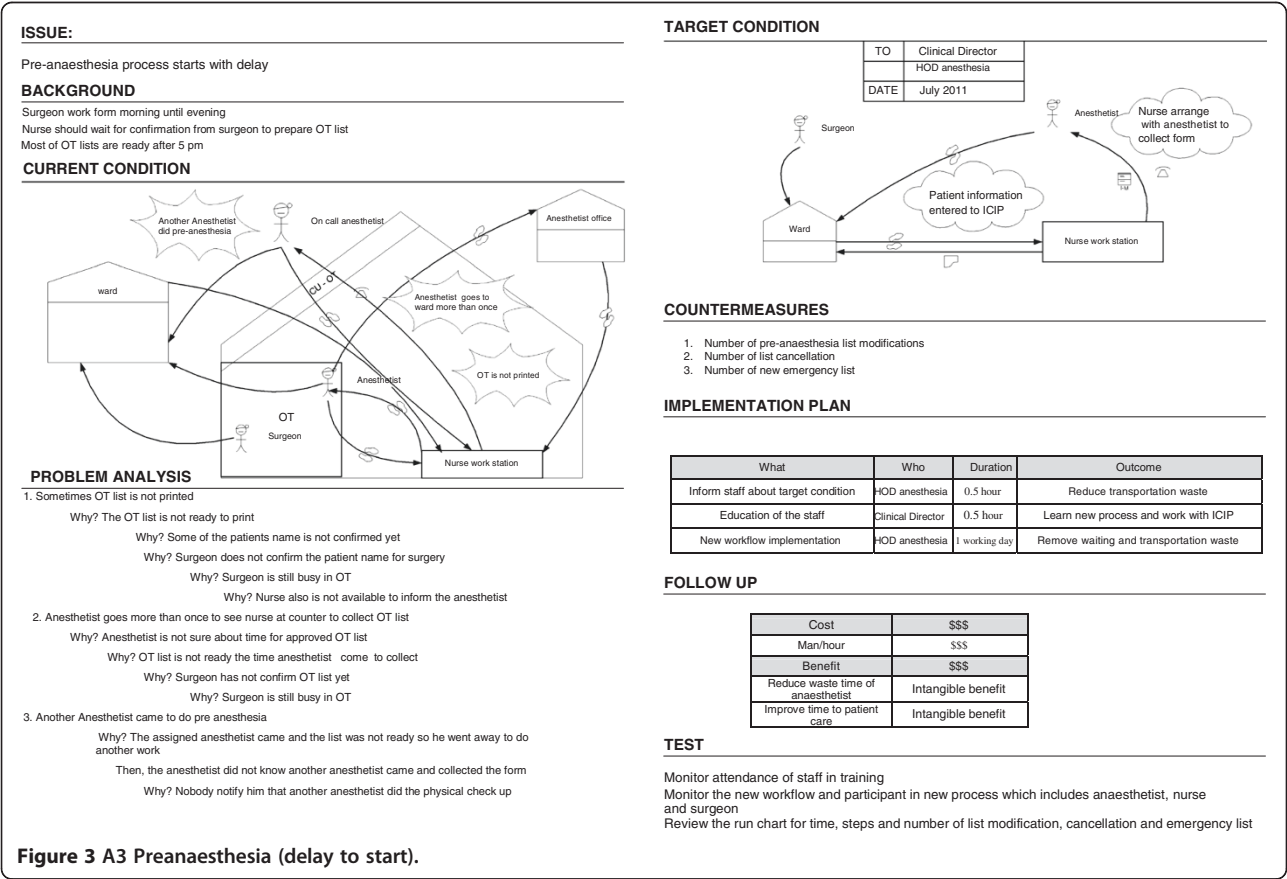 ISSUE:
Pre-anaesthesia process starts with delay
BACKGROUND
Surgeon work form morning until evening
Nurse should wait for confirmation from surgeon to prepare OT list
Most of OT lists are ready after 5 pm
CURRENT CONDITION
Another Anesthetist
did pre-anesthesia
On call anesthetist
Anesthetist office
ward
CU - OT
Anesthetist goes to
ward more than once
OT is not printed
Anesthetist
OT
Surgeon
Nurse work station
PROBLEM ANALYSIS
1. Sometimes OT list is not printed
Why? The OT list is not ready to print
Why? Some of the patients name is not confirmed yet
Why? Surgeon does not confirm the patient name for surgery
Why? Surgeon is still busy in OT
Why? Nurse also is not available to inform the anesthetist
2. Anesthetist goes more than once to see nurse at counter to collect OT list
Why? Anesthetist is not sure about time for approved OT list
Why? OT list is not ready the time anesthetist come to collect
Why? Surgeon has not confirm OT list yet
Why? Surgeon is still busy in OT
3. Another Anesthetist came to do pre anesthesia
Why? The assigned anesthetist came and the list was not ready so he went away to do
another work
Then, the anesthetist did not know another anesthetist came and collected the form
Why? Nobody notify him that another anesthetist did the physical check up
TARGET CONDITION
TO Clinical Director
HOD anesthesia
DATE July 2011
Surgeon
Anesthetist
Nurse arrange
with anesthetist to
collect form
Patient information
entered to ICIP
Ward
Nurse work station
COUNTERMEASURES
1. Number of pre-anaesthesia list modifications
2. Number of list cancellation
3. Number of new emergency list
IMPLEMENTATION PLAN
What Who Duration Outcome
Inform staff about target condition HOD anesthesia 0.5 hour Reduce transportation waste
Education of the staff Clinical Director 0.5 hour Learn new process and work with ICIP
New workflow implementation HOD anesthesia 1 working day Remove waiting and transportation waste
FOLLOW UP
Cost $$$
Man/hour $$$
Benefit $$$
Reduce waste time of
anaesthetist
Intangible benefit
Improve time to patient
care
Intangible benefit
TEST
Monitor attendance of staff in training
Monitor the new workflow and participant in new process which includes anaesthetist, nurse
and surgeon
Review the run chart for time, steps and number of list modification, cancellation and emergency list
Figure 3 A3 Preanaesthesia (delay to start).